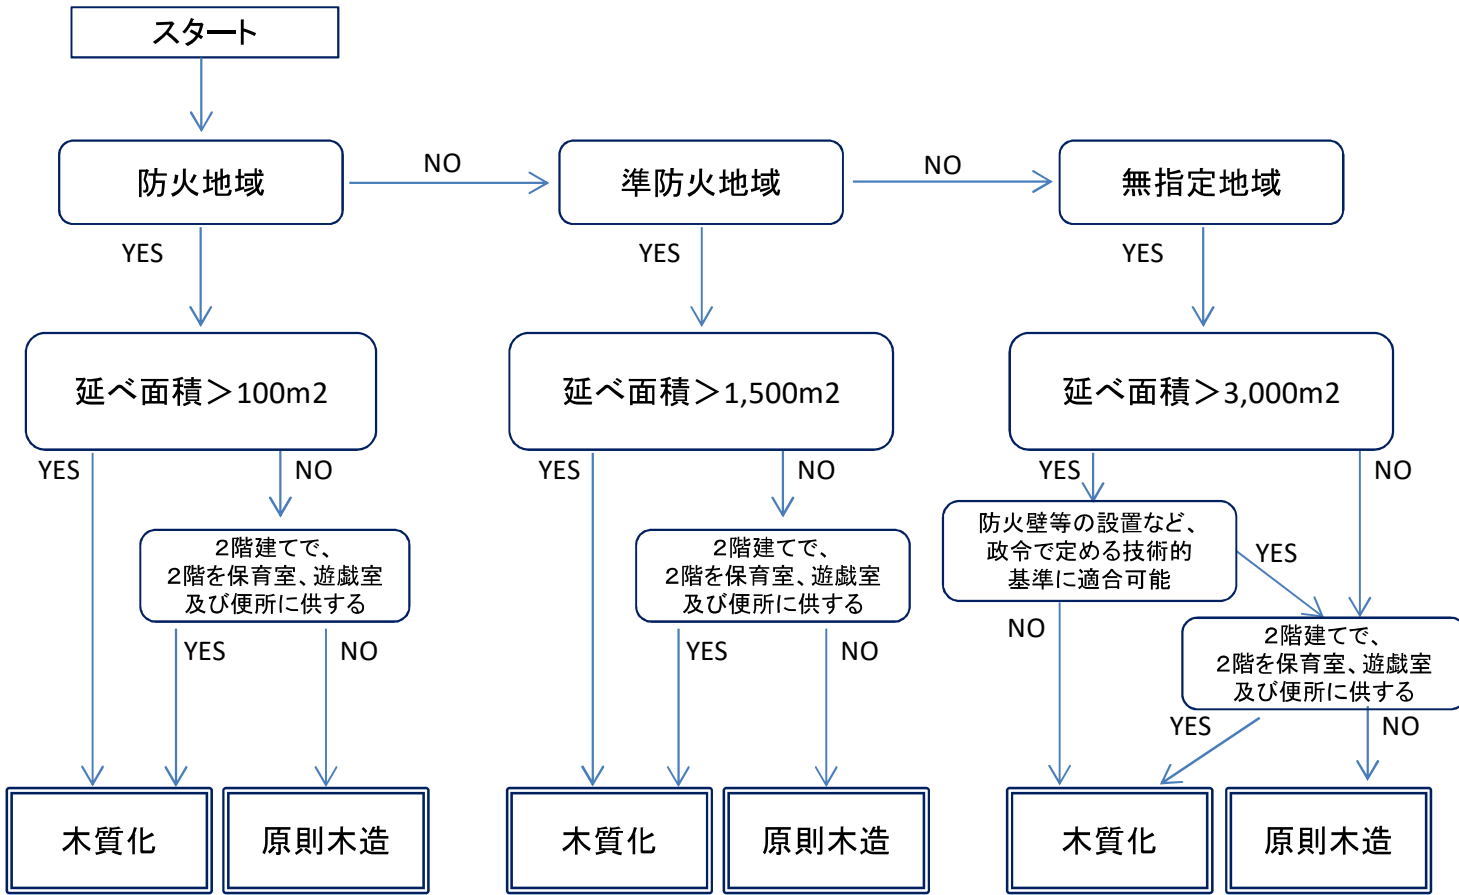 スタート
防火地域
NO
準防火地域
NO
無指定地域
YES
YES
YES
延べ面積＞100m2
延べ面積＞1,500m2
延べ面積＞3,000m2
YES
NO
YES
NO
YES
NO
２階建てで、
２階を保育室、遊戯室
及び便所に供する
２階建てで、
２階を保育室、遊戯室
及び便所に供する
防火壁等の設置など、
政令で定める技術的
基準に適合可能
YES
NO
２階建てで、
２階を保育室、遊戯室
及び便所に供する
YES
NO
YES
NO
YES
NO
木質化
原則木造
木質化
原則木造
木質化
原則木造